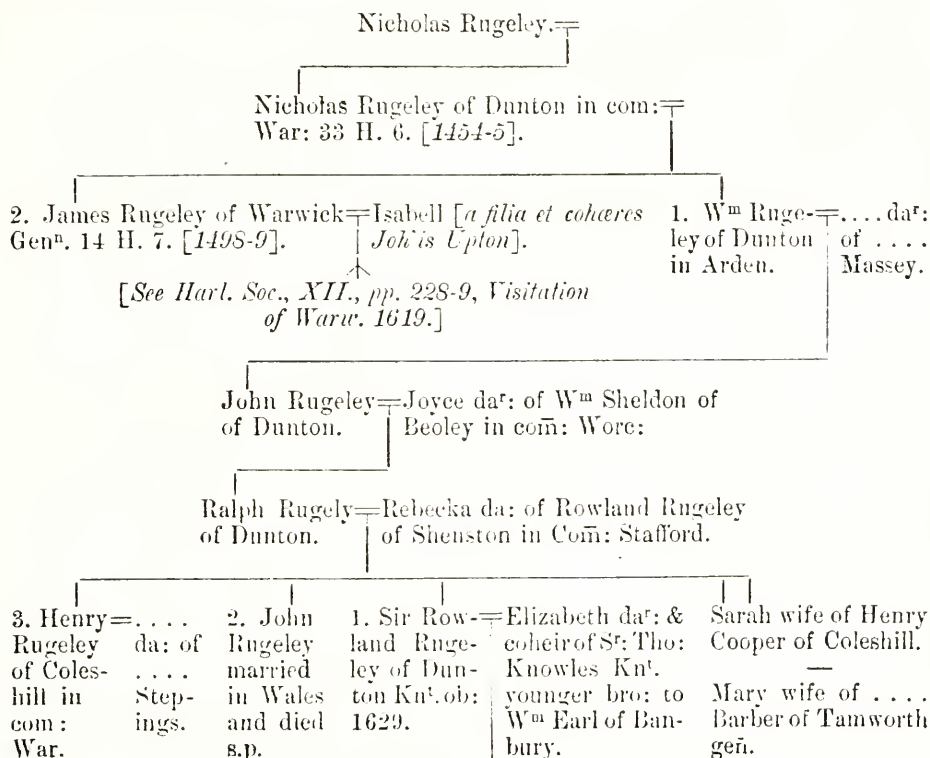 Nicholas Rugeley.
Nicholas Rugeley of Dunton in com:
War: 33 H. 6. [1454-5].
2. James Rugeley of Warwick=Isabell [a filia et cohæres
Genⁿ. 14 H. 7. [1498-9]. Joh'is Upton].
[See Harl. Soc., XII., pp. 228-9, Visitation
of Warw. 1619.]
1. Wᵐ Ruge-=....daʳ:
ley of Dunton of ....
in Arden. Massey.
John Rugeley=Joyce daʳ: of Wᵐ Sheldon of
of Dunton. Beoley in com̄: Worc:
Ralph Rugely=Rebecka da: of Rowland Rugeley
of Dunton. of Shenston in Com̄: Stafford.
3. Henry=....
Rugeley da: of
of Coles- ....
hill in Step-
com: ings.
War.
2. John
Rugeley
married
in Wales
and died
s.p.
1. Sir Row-
land Ruge-
ley of Dun-
ton Knᵗ. ob:
1629.
Elizabeth daʳ: &
coheir of Sʳ: Tho:
Knowles Knᵗ.
younger bro: to
Wᵐ Earl of Ban-
bury.
Sarah wife of Henry
Cooper of Coleshill.
—
Mary wife of ....
Barber of Tamworth
gen̄.